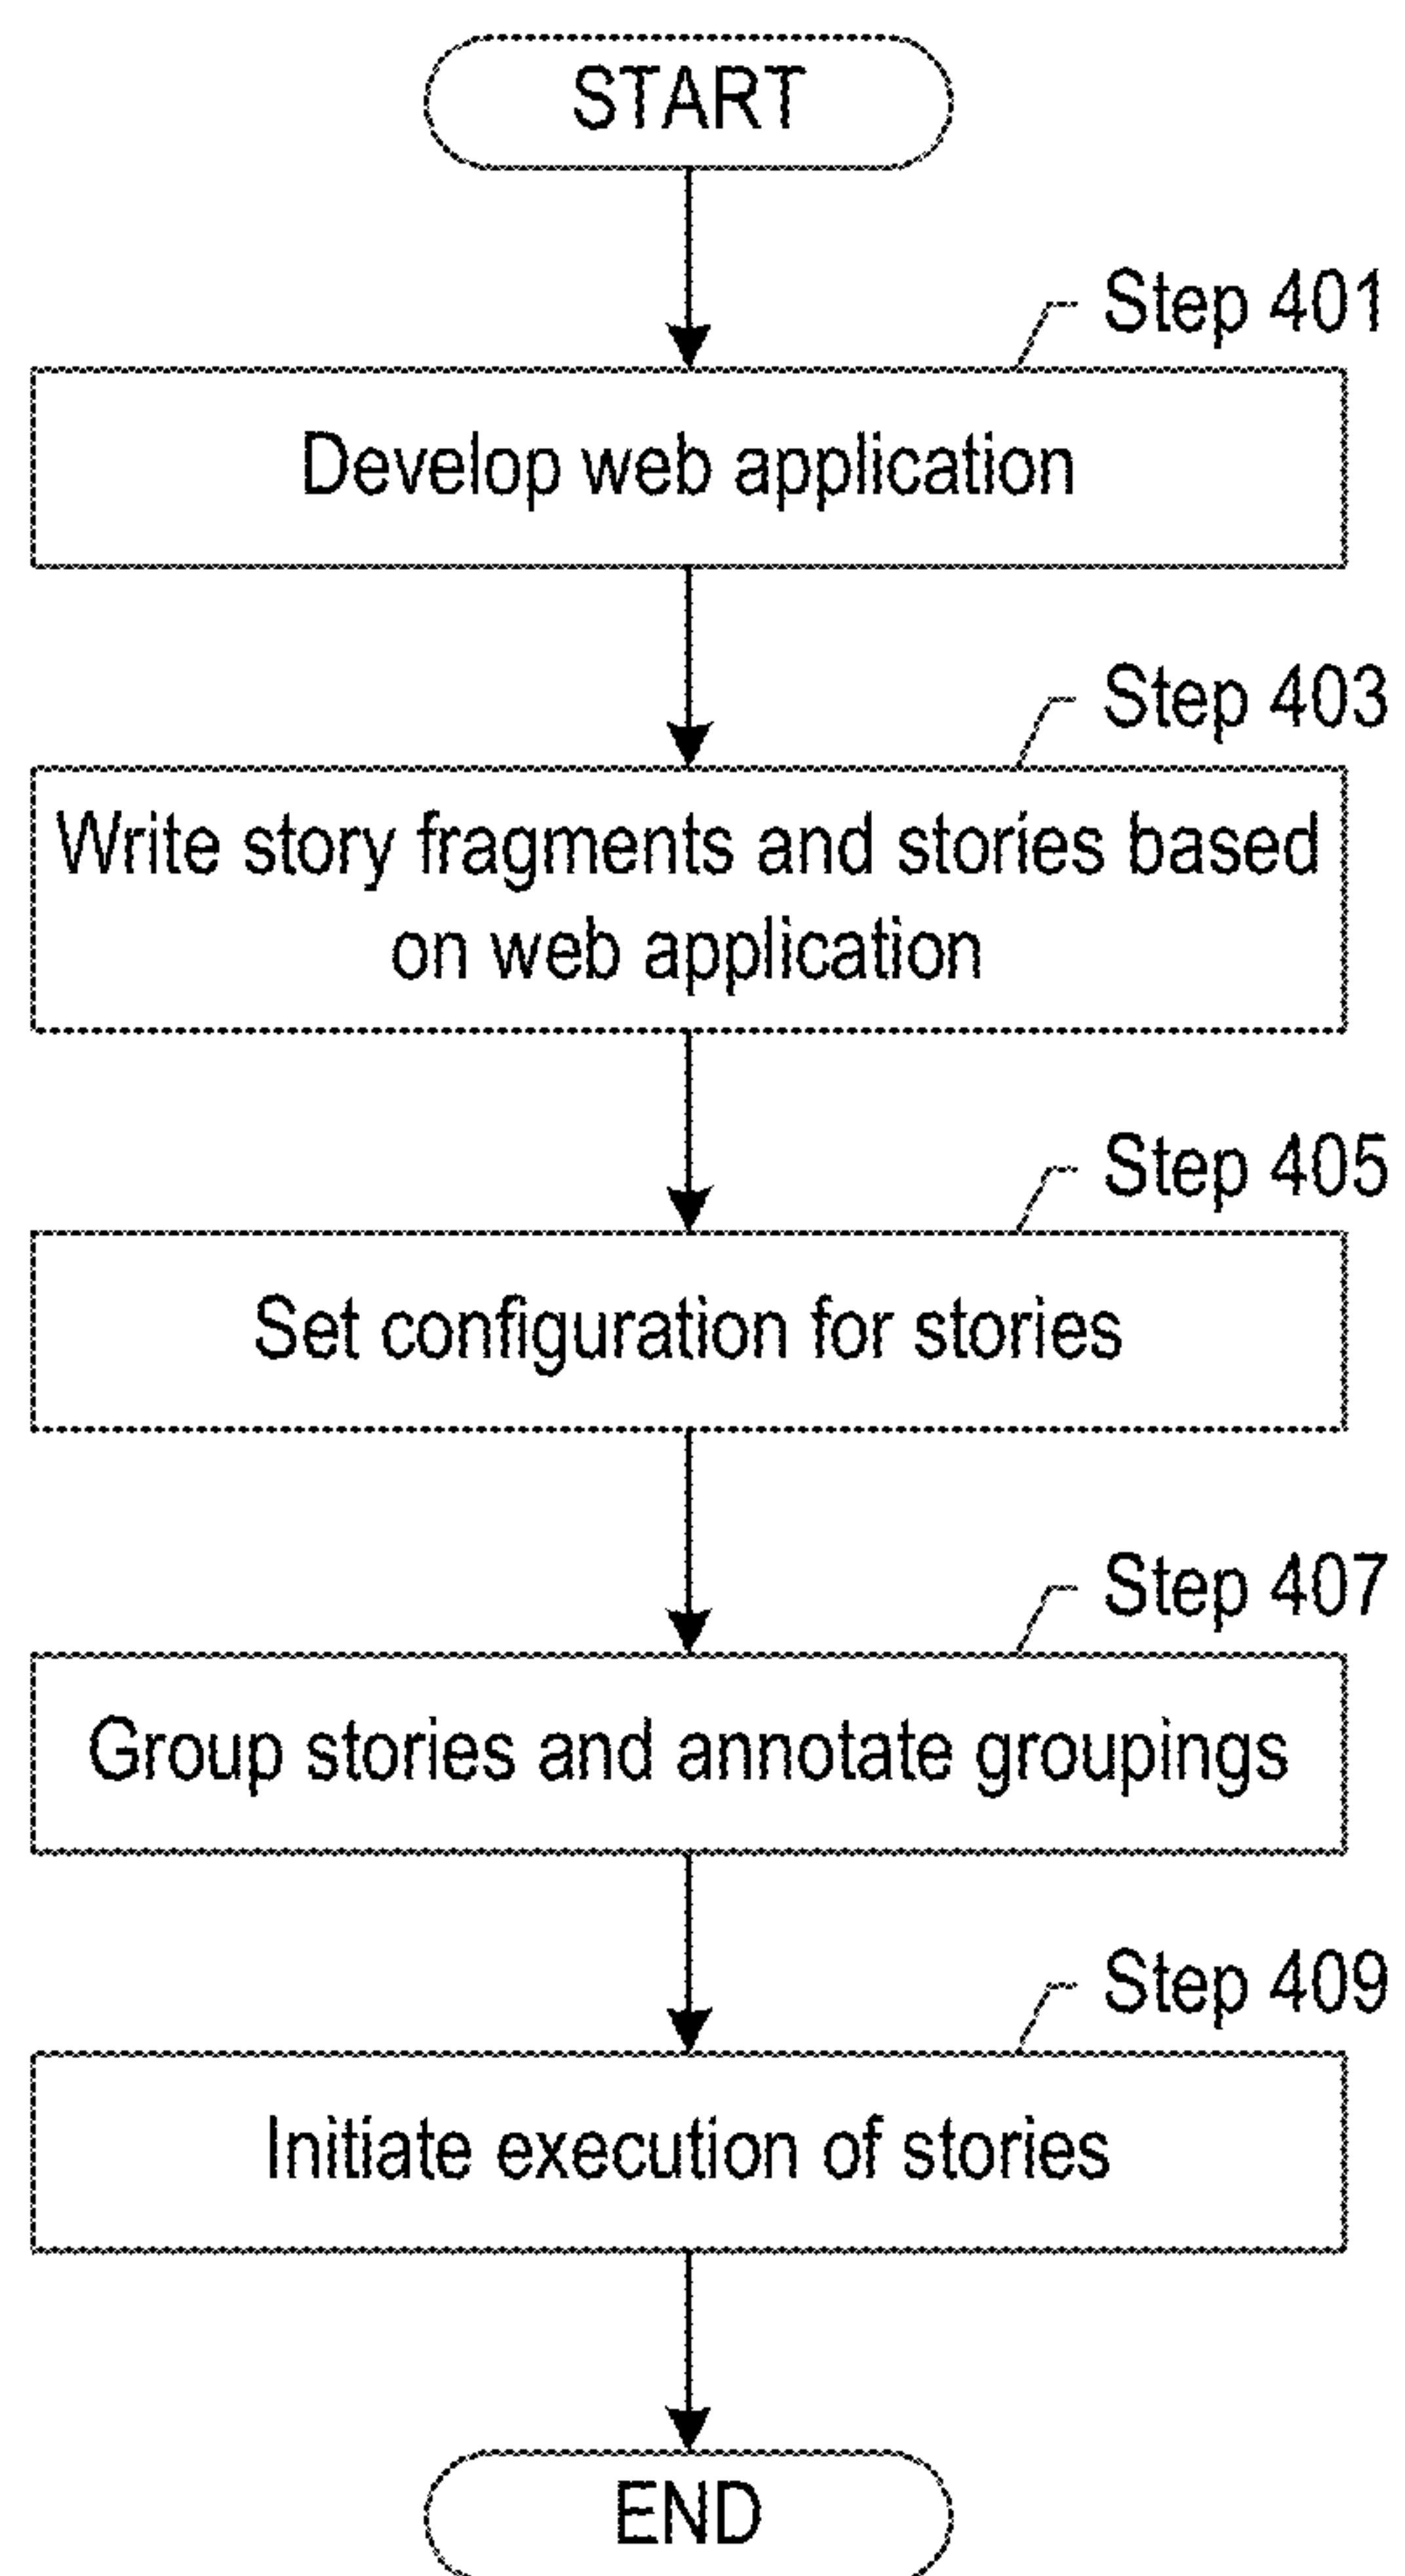 START
Step 401
Develop web application
Step 403
Write story fragments and stories based
on web application
Step 405
Set configuration for stories
Step 407
Group stories and annotate groupings
Step 409
Initiate execution of stories
END